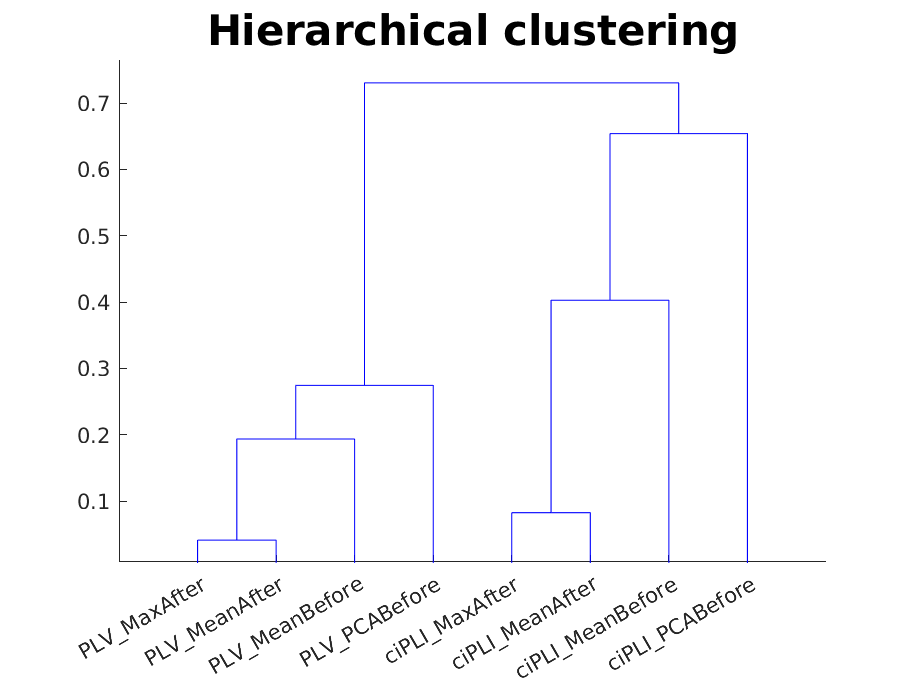 Hierarchical clustering
0.7
0.6
0.5
0.4
0.3
0.2
0.1
PLV_MaxAfter
PLV_MeanAfter
PLV_MeanBefore
PLV_PCABefore
ciPLI_MaxAfter
ciPLI_MeanAfter
ciPLI_MeanBefore
ciPLI_PCABefore